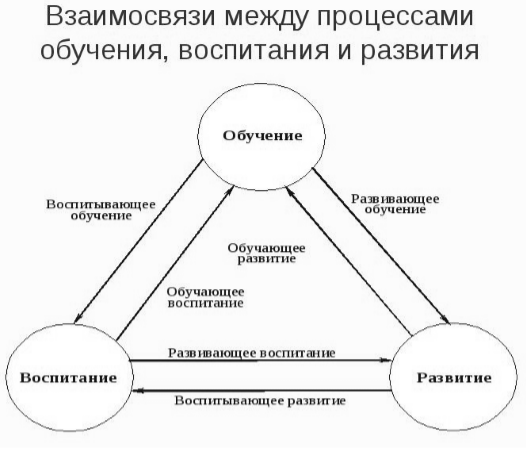 Взаимосвязи между процессами
обучения, воспитания и развития
Обучение
Воспитывающее
обучение
Развивающее
обучение
Обучающее
развитие
Обучающее
воспитание
Развивающее воспитание
Воспитание
Развитие
Воспитывающее развитие